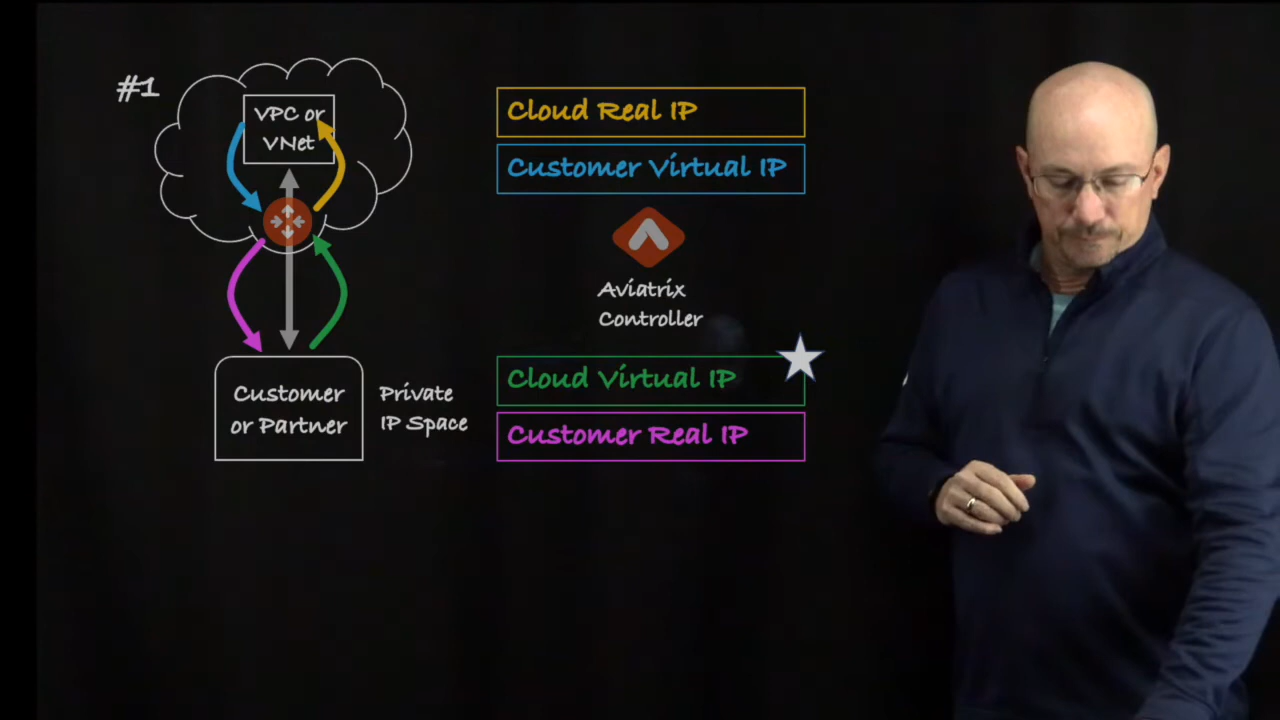 #1
VPC or
VNet
Cloud Real IP
Customer Virtual IP
Aviatrix
Controller
Customer
or Partner
Private
IP Space
Cloud Virtual IP
Customer Real IP